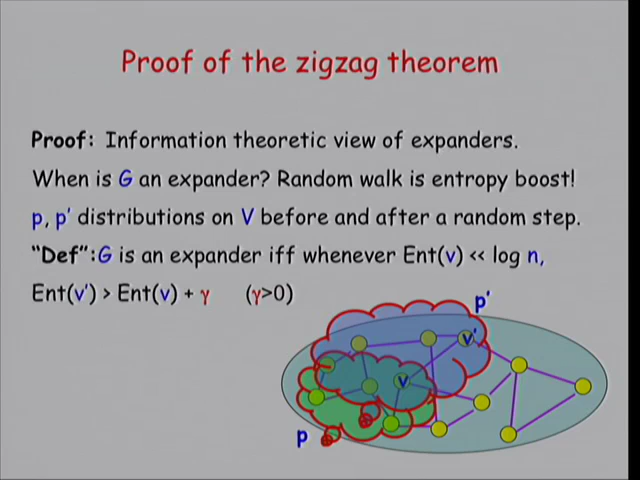 Proof of the zigzag theorem
Proof: Information theoretic view of expanders.
When is G an expander? Random walk is entropy boost!
p, p' distributions on V before and after a random step.
“Def”:G is an expander iff whenever Ent(v) << log n,
Ent(v') > Ent(v) + γ (γ>0)
p'
v'
v
p